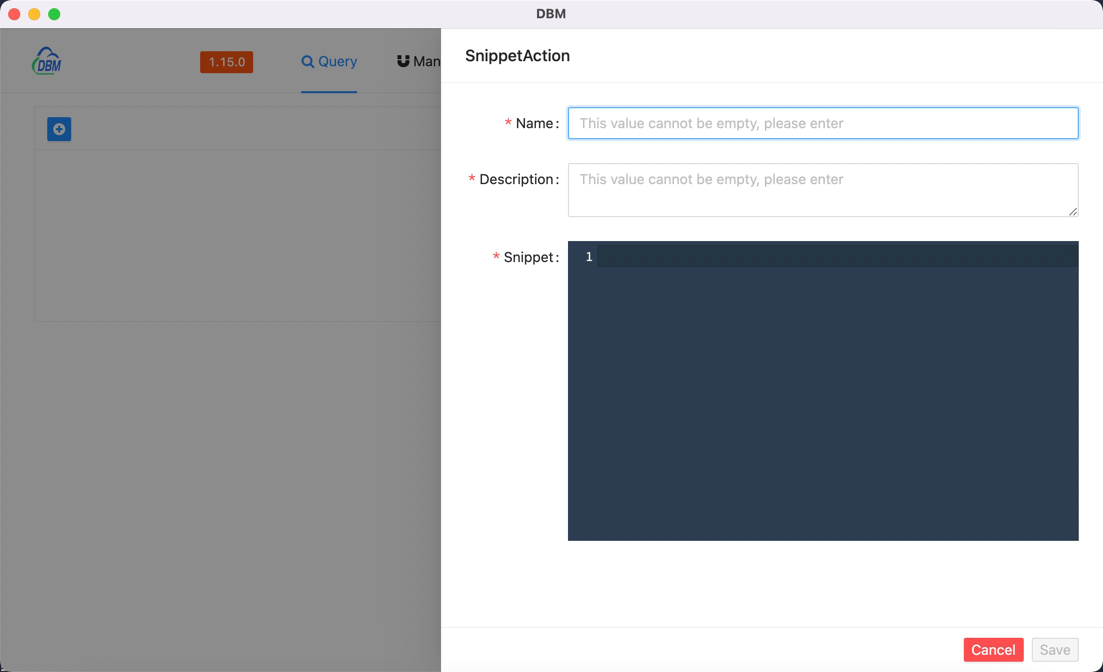 DBM
DBM
1.15.0
Query
Man
SnippetAction
* Name:
This value cannot be empty, please enter
* Description:
This value cannot be empty, please enter
* Snippet:
1
Cancel
Save